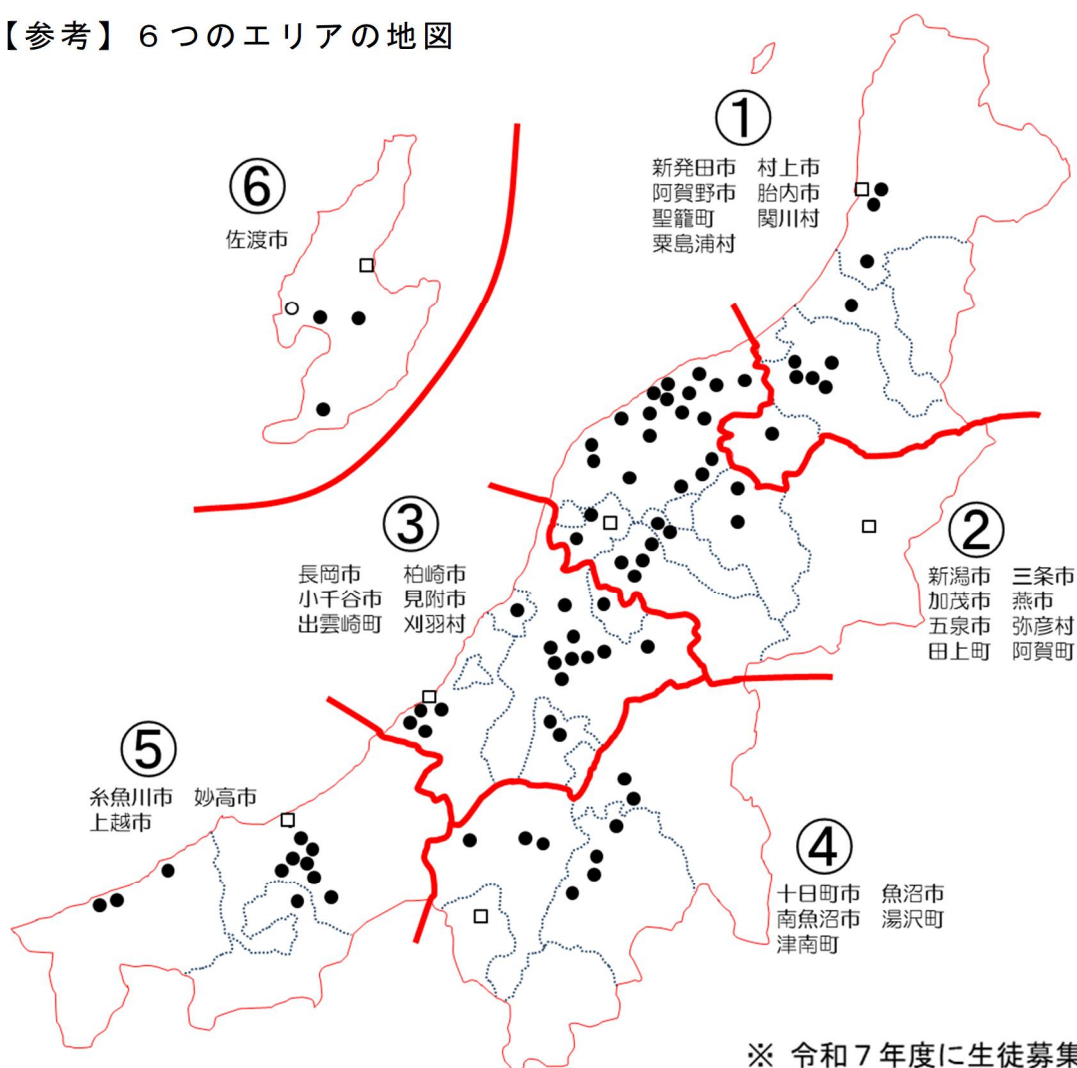 【参考】６つのエリアの地図
①
新発田市　村上市
阿賀野市　胎内市
聖籠町　関川村
粟島浦村
⑥
佐渡市
③
長岡市　柏崎市
小千谷市　見附市
出雲崎町　刈羽村
②
新潟市　三条市
加茂市　燕市
五泉市　弥彦村
田上町　阿賀町
⑤
糸魚川市　妙高市
上越市
④
十日町市　魚沼市
南魚沼市　湯沢町
津南町
※ 令和７年度に生徒募集